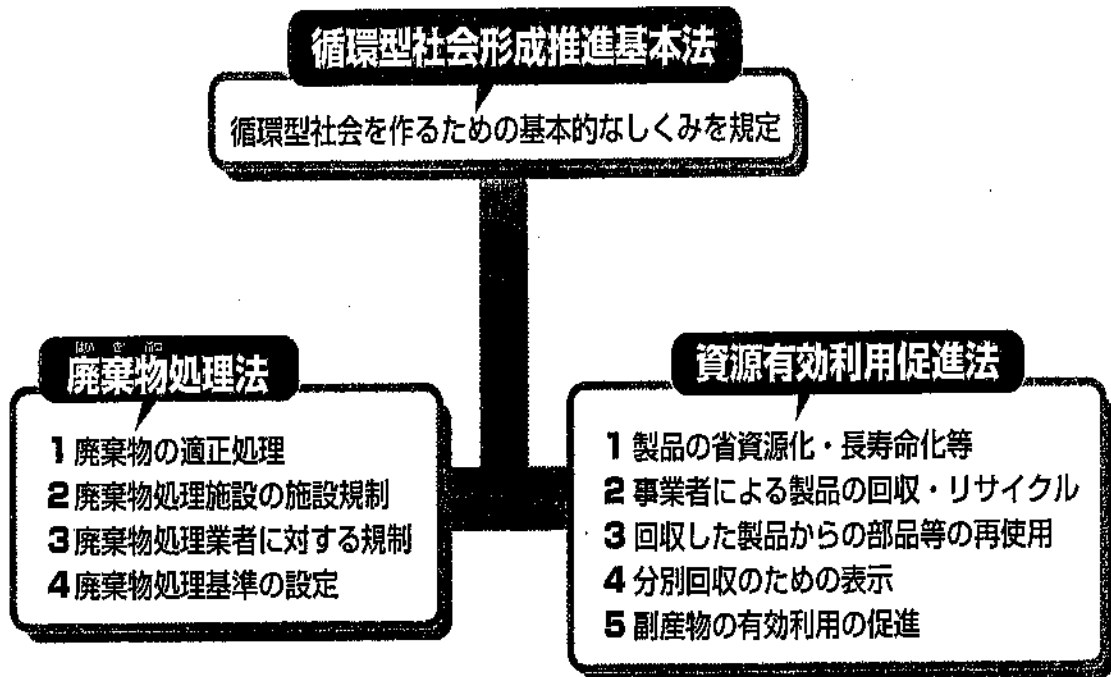 循環型社会形成推進基本法
循環型社会を作るための基本的なしくみを規定
はい き ぶつ
廃棄物処理法
1 廃棄物の適正処理
2 廃棄物処理施設の施設規制
3 廃棄物処理業者に対する規制
4 廃棄物処理基準の設定
資源有効利用促進法
1 製品の省資源化・長寿命化等
2 事業者による製品の回収・リサイクル
3 回収した製品からの部品等の再使用
4 分別回収のための表示
5 副産物の有効利用の促進